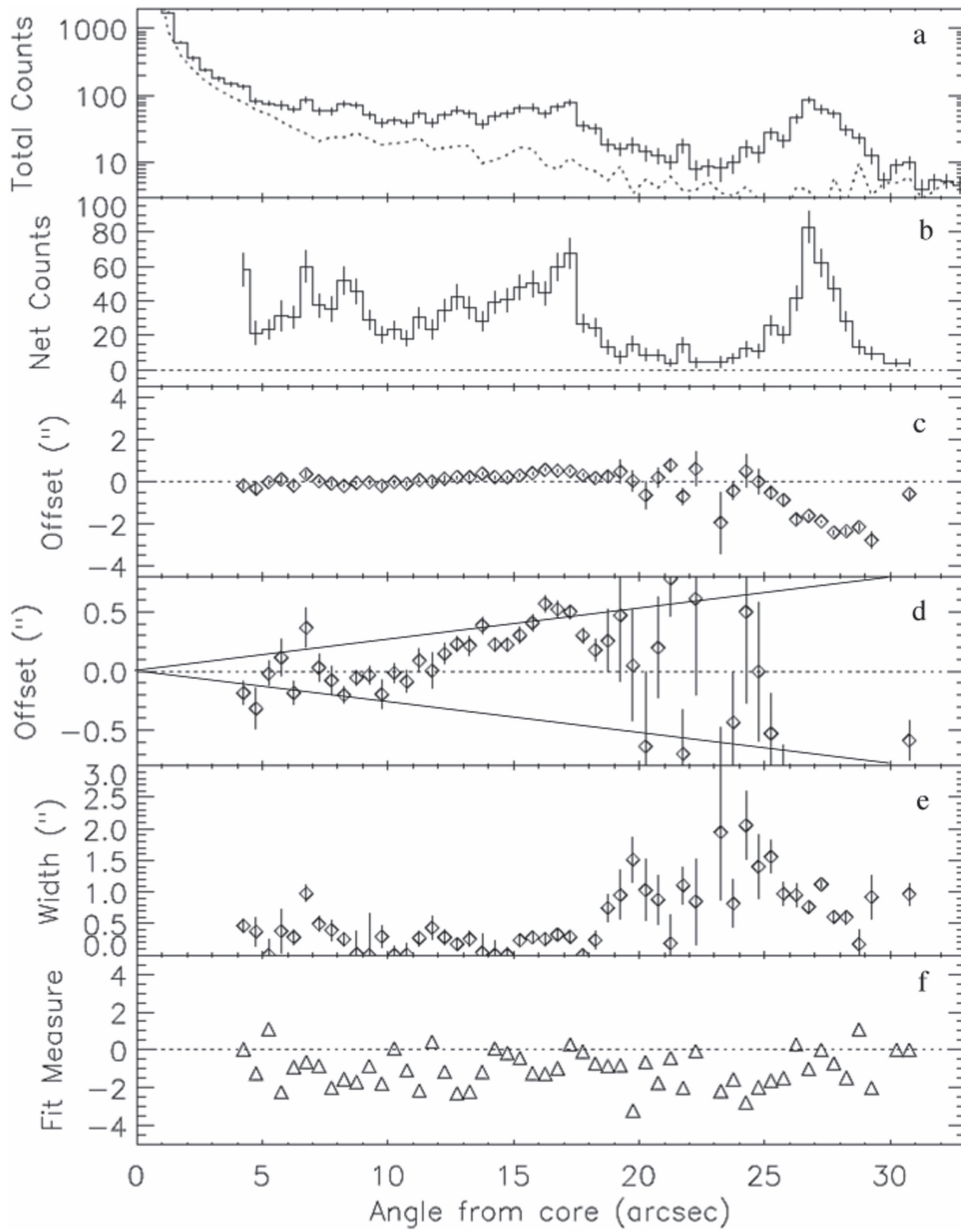 a
1000
100
10
Total Counts
b
100
80
60
40
20
0
Net Counts
c
4
2
0
−2
−4
Offset (")
d
0.5
0.0
−0.5
Offset (")
e
3.0
2.5
2.0
1.5
1.0
0.5
0.0
Width (")
f
4
2
0
−2
−4
Fit Measure
0 5 10 15 20 25 30
Angle from core (arcsec)